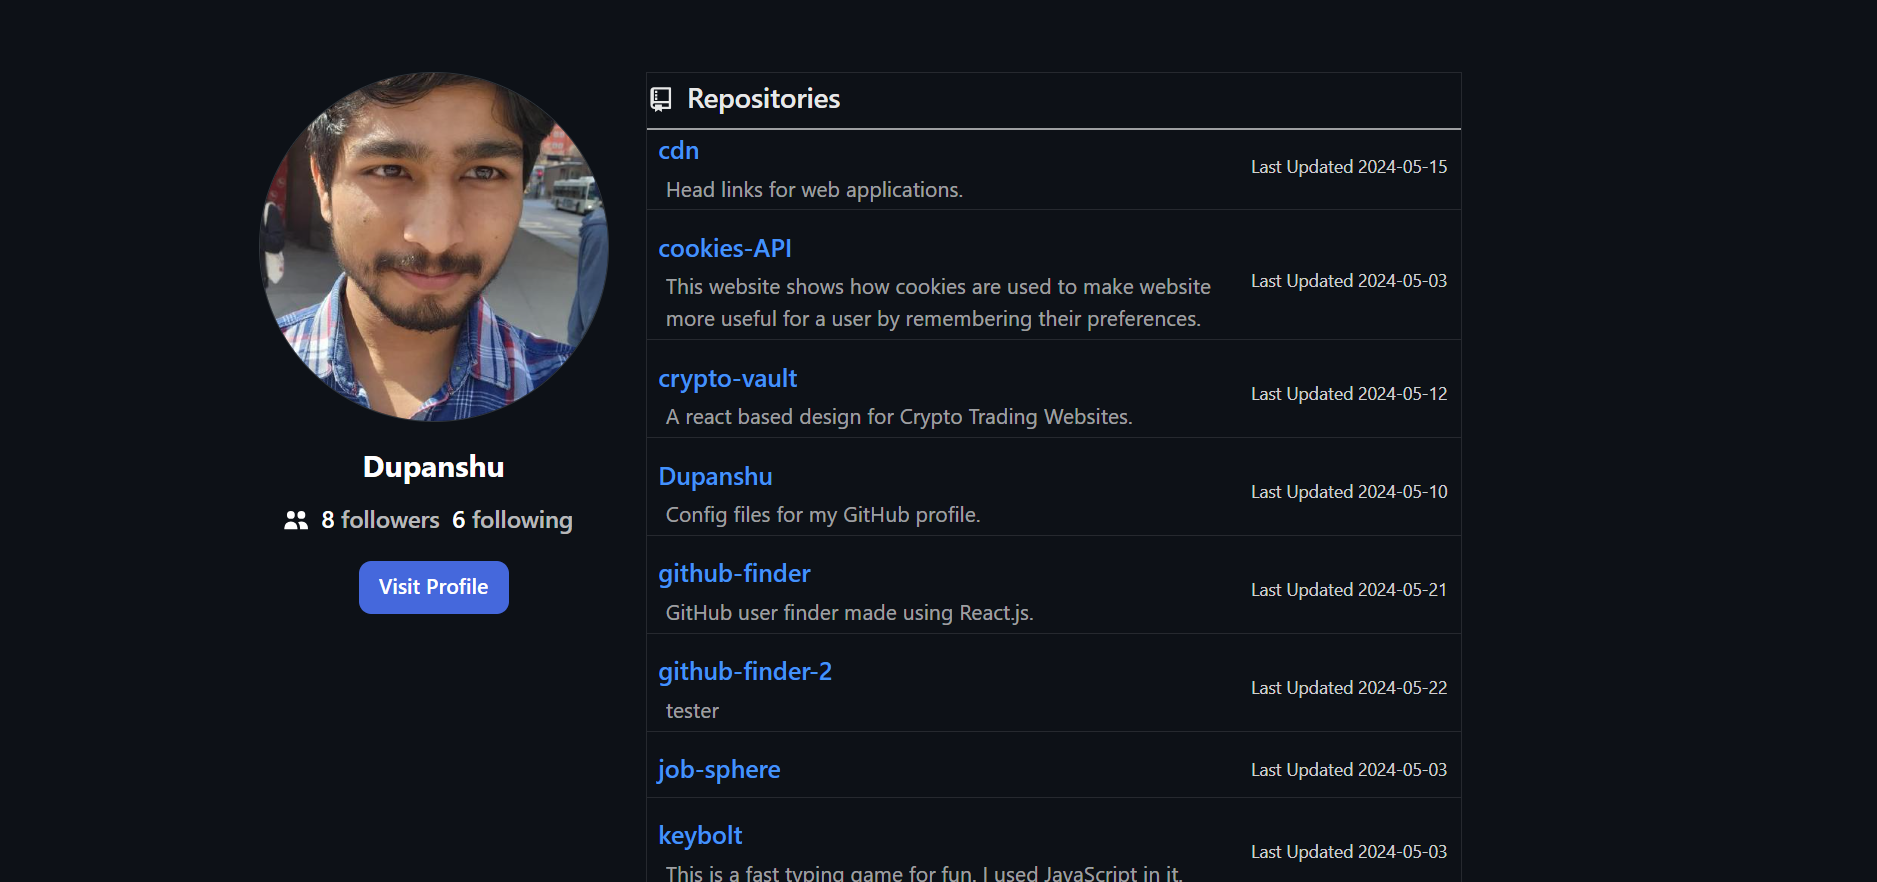 Dupanshu
8 followers 6 following
Visit Profile
Repositories
cdn
Head links for web applications.
Last Updated 2024-05-15
cookies-API
This website shows how cookies are used to make website
more useful for a user by remembering their preferences.
Last Updated 2024-05-03
crypto-vault
A react based design for Crypto Trading Websites.
Last Updated 2024-05-12
Dupanshu
Config files for my GitHub profile.
Last Updated 2024-05-10
github-finder
GitHub user finder made using React.js.
Last Updated 2024-05-21
github-finder-2
tester
Last Updated 2024-05-22
job-sphere
Last Updated 2024-05-03
keybolt
This is a fast typing game for fun. I used JavaScript in it.
Last Updated 2024-05-03